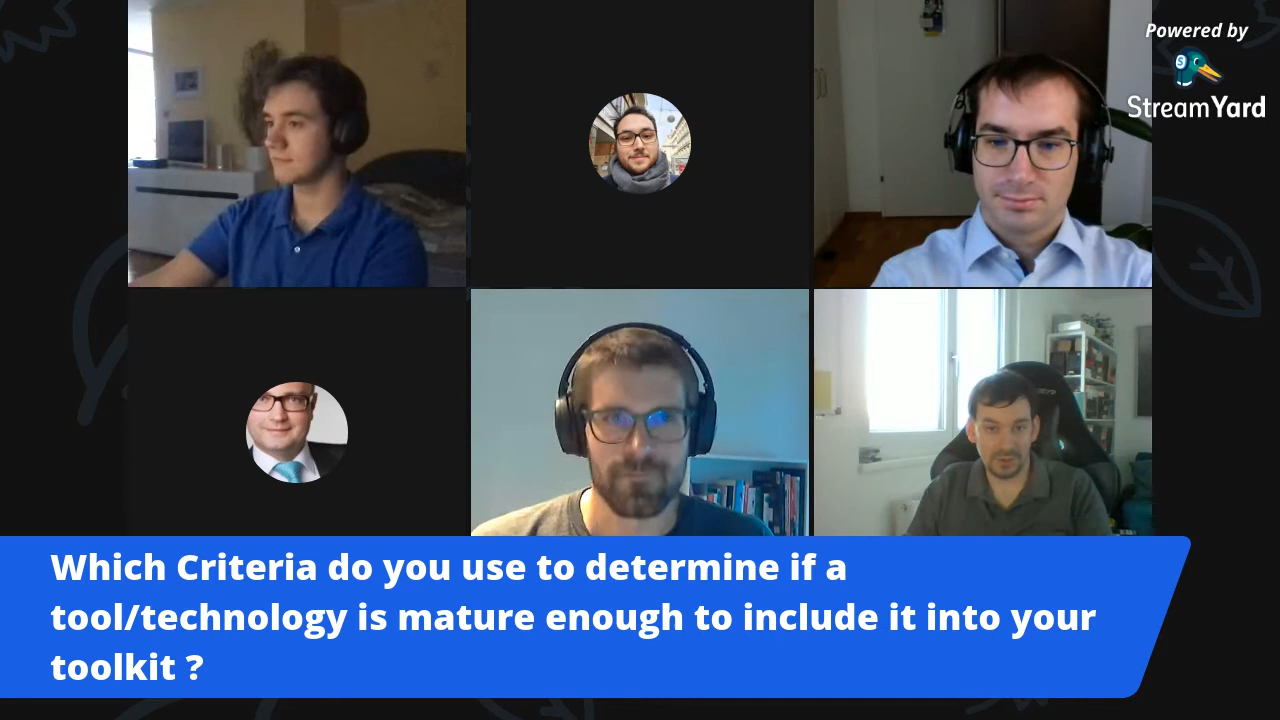 Powered by
StreamYard
Which Criteria do you use to determine if a
tool/technology is mature enough to include it into your
toolkit ?